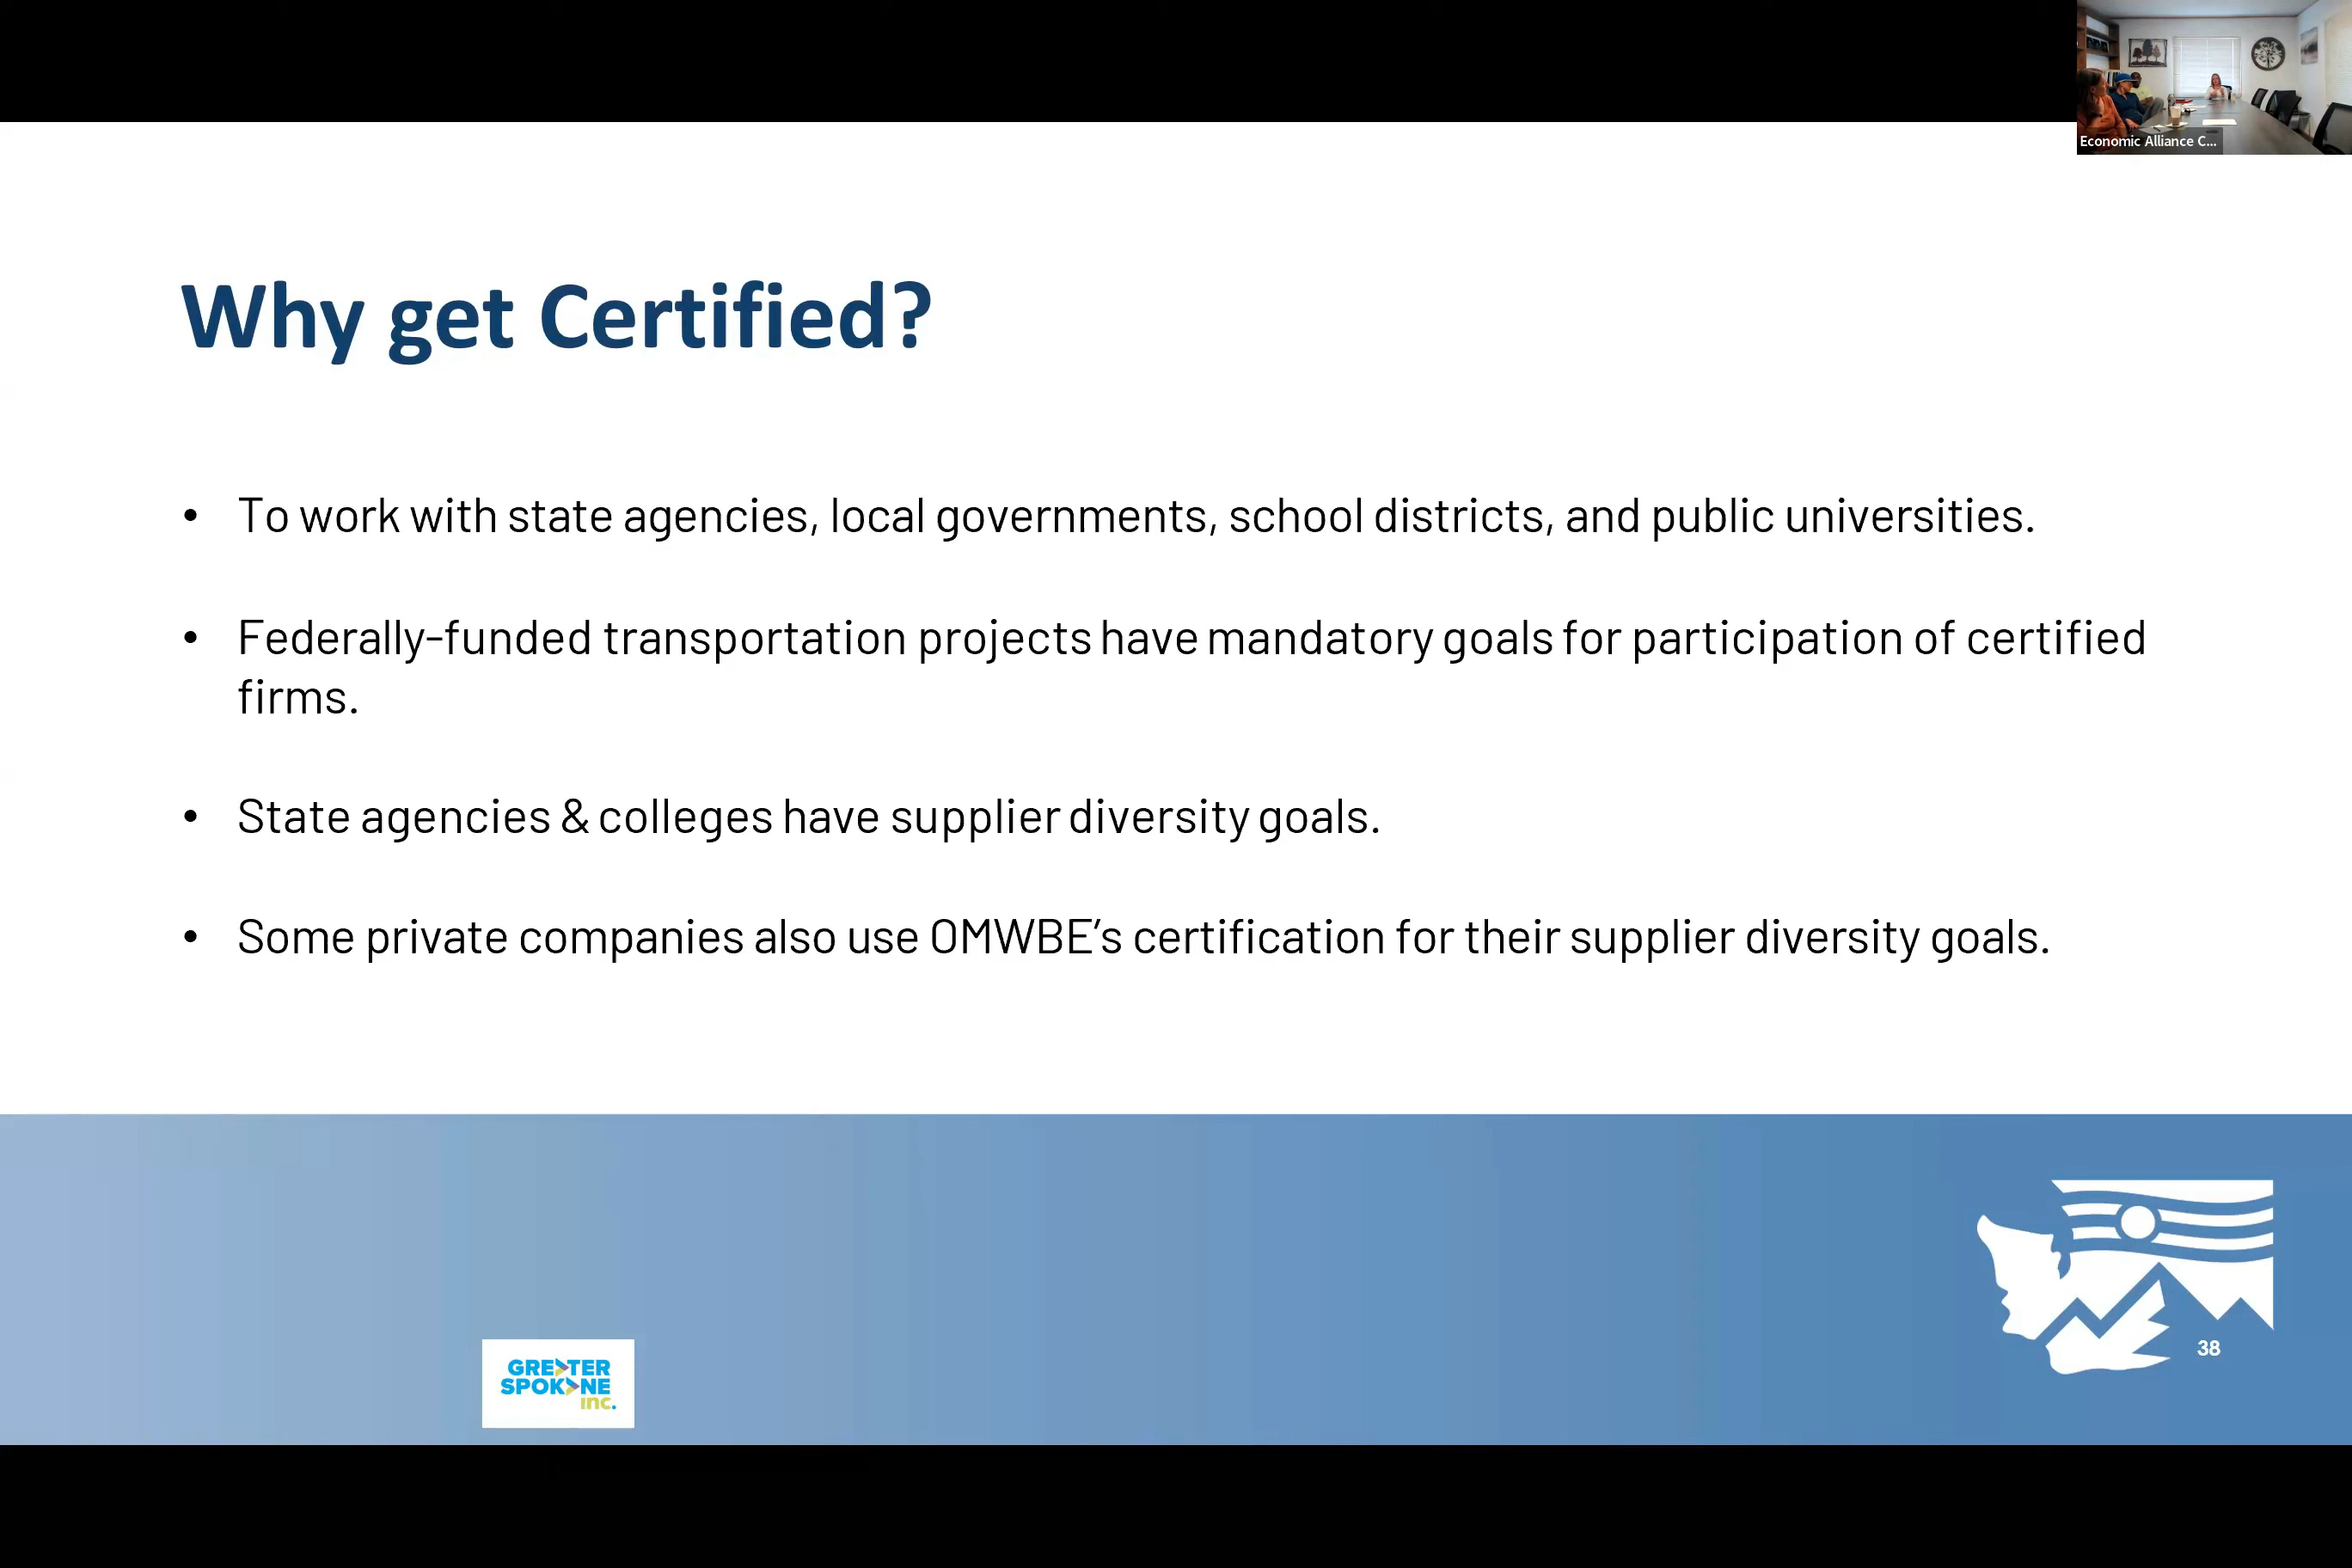 Economic Alliance C...
Why get Certified?
• To work with state agencies, local governments, school districts, and public universities.
• Federally-funded transportation projects have mandatory goals for participation of certified
firms.
• State agencies & colleges have supplier diversity goals.
• Some private companies also use OMWBE’s certification for their supplier diversity goals.
GREATER
SPOKANE
inc.
38